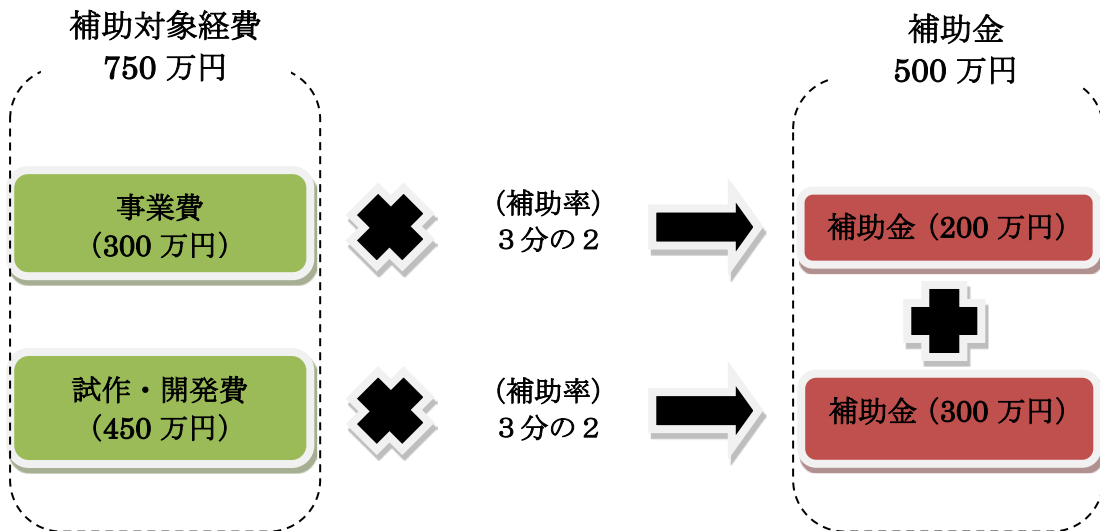 補助対象経費
750 万円
補助金
500 万円
事業費
（300 万円）
（補助率）
３分の２
補助金（200 万円）
試作・開発費
（450 万円）
（補助率）
３分の２
補助金（300 万円）